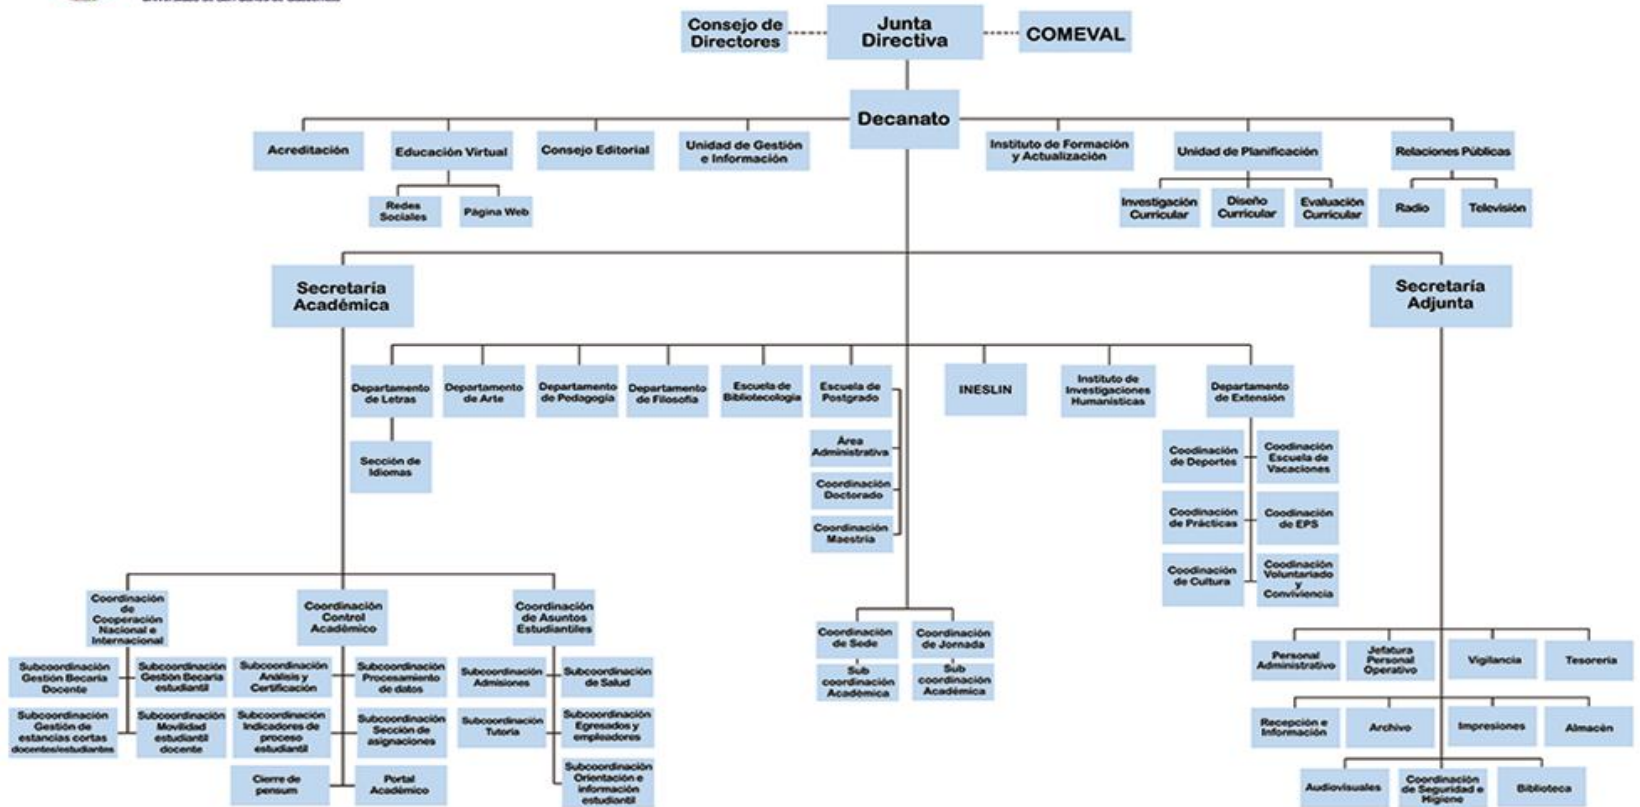 Universidad de San Carlos de Guatemala
Consejo de
Directores
Junta
Directiva
COMEVAL
Decanato
Acreditación
Educación Virtual
Consejo Editorial
Unidad de Gestión
e Información
Instituto de Formación
y Actualización
Unidad de Planificación
Relaciones Públicas
Redes
Sociales
Página Web
Investigación
Curricular
Diseño
Curricular
Evaluación
Curricular
Radio
Televisión
Secretaría
Académica
Secretaría
Adjunta
Departamento
de Letras
Departamento
de Arte
Departamento
de Pedagogía
Departamento
de Filosofía
Escuela de
Bibliotecología
Escuela de
Postgrado
INESLIN
Instituto de
Investigaciones
Humanísticas
Departamento
de Extensión
Sección de
Idiomas
Área
Administrativa
Coordinación
Doctorado
Coordinación
Maestría
Coodinación
de Deportes
Coodinación
Escuela de
Vacaciones
Coodinación
de Prácticas
Coodinación
de EPS
Coodinación
de Cultura
Coodinación
Voluntariado
y
Conviviencia
Coordinación
de
Cooperación
Nacional e
Internacional
Coordinación
Control
Académico
Coordinación
de Asuntos
Estudiantiles
Coordinación
de Sede
Coordinación
de Jornada
Sub
coordinación
Académica
Sub
coordinación
Académica
Subcoordinación
Gestión Becaria
Docente
Subcoordinación
Gestión Becaria
estudiantil
Subcoordinación
Análisis y
Certificación
Subcoordinación
Procesamiento
de datos
Subcoordinación
Admisiones
Subcoordinación
de Salud
Subcoordinación
Gestión de
estancias cortas
docentes/estudiantes
Subcoordinación
Movilidad
estudiantil
docente
Subcoordinación
Indicadores de
proceso
estudiantil
Subcoordinación
Sección de
asignaciones
Subcoordinación
Tutoría
Subcoordinación
Egresados y
empleadores
Cierre de
pensum
Portal
Académico
Subcoordinación
Orientación e
información
estudiantil
Personal
Administrativo
Jefatura
Personal
Operativo
Vigilancia
Tesorería
Recepción e
Información
Archivo
Impresiones
Almacén
Audiovisuales
Coordinación
de Seguridad e
Higiene
Biblioteca